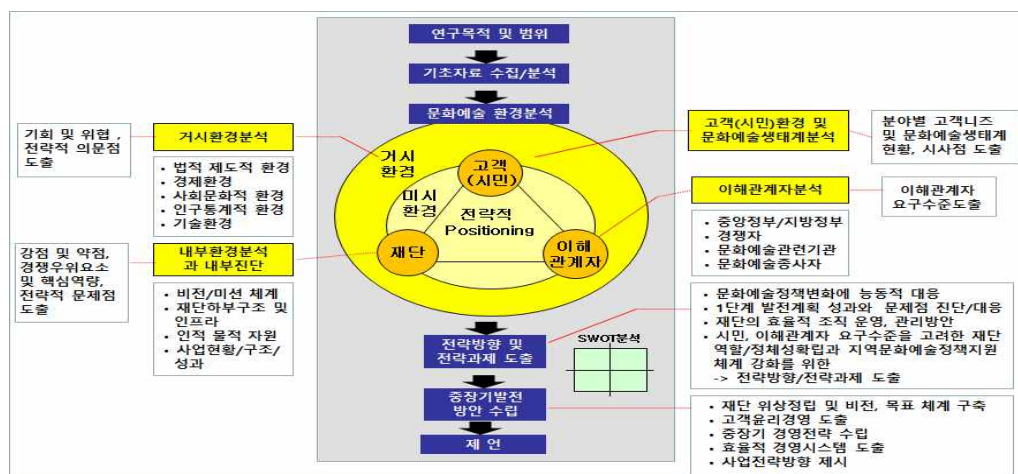 연구목적 및 범위
기초자료 수집/분석
문화예술 환경분석
기회 및 위협 ,
전략적 의문점
도출
거시환경분석
• 법적 제도적 환경
• 경제환경
• 사회문화적 환경
• 인구통계적 환경
• 기술환경
강점 및 약점,
경쟁우위요소
및 핵심역량,
전략적 문제점
도출
내부환경분석
과 내부진단
• 비전/미션 체계
• 재단하부구조 및
인프라
• 인적 물적 자원
• 사업현황/구조/
성과
거시
환경
미시
환경
고객
(시민)
전략적
Positioning
재단
이해
관계자
고객(시민)환경 및
문화예술생태계분석
분야별 고객니즈
및 문화예술생태계
현황, 시사점 도출
이해관계자분석
이해관계자
요구수준도출
• 중앙정부/지방정부
• 경쟁자
• 문화예술관련기관
• 문화예술종사자
전략방향 및
전략과제 도출
SWOT분석
• 문화예술정책변화에 능동적 대응
• 1단계 발전계획 성과와 문제점 진단/대응
• 재단의 효율적 조직 운영, 관리방안
• 시민, 이해관계자 요구수준을 고려한 재단
역할/정체성확립과 지역문화예술정책지원
체계 강화를 위한
-> 전략방향/전략과제 도출
중장기발전
방안 수립
• 재단 위상정립 및 비전, 목표 체계 구축
• 고객윤리경영 도출
• 중장기 경영전략 수립
• 효율적 경영시스템 도출
• 사업전략방향 제시
제 언